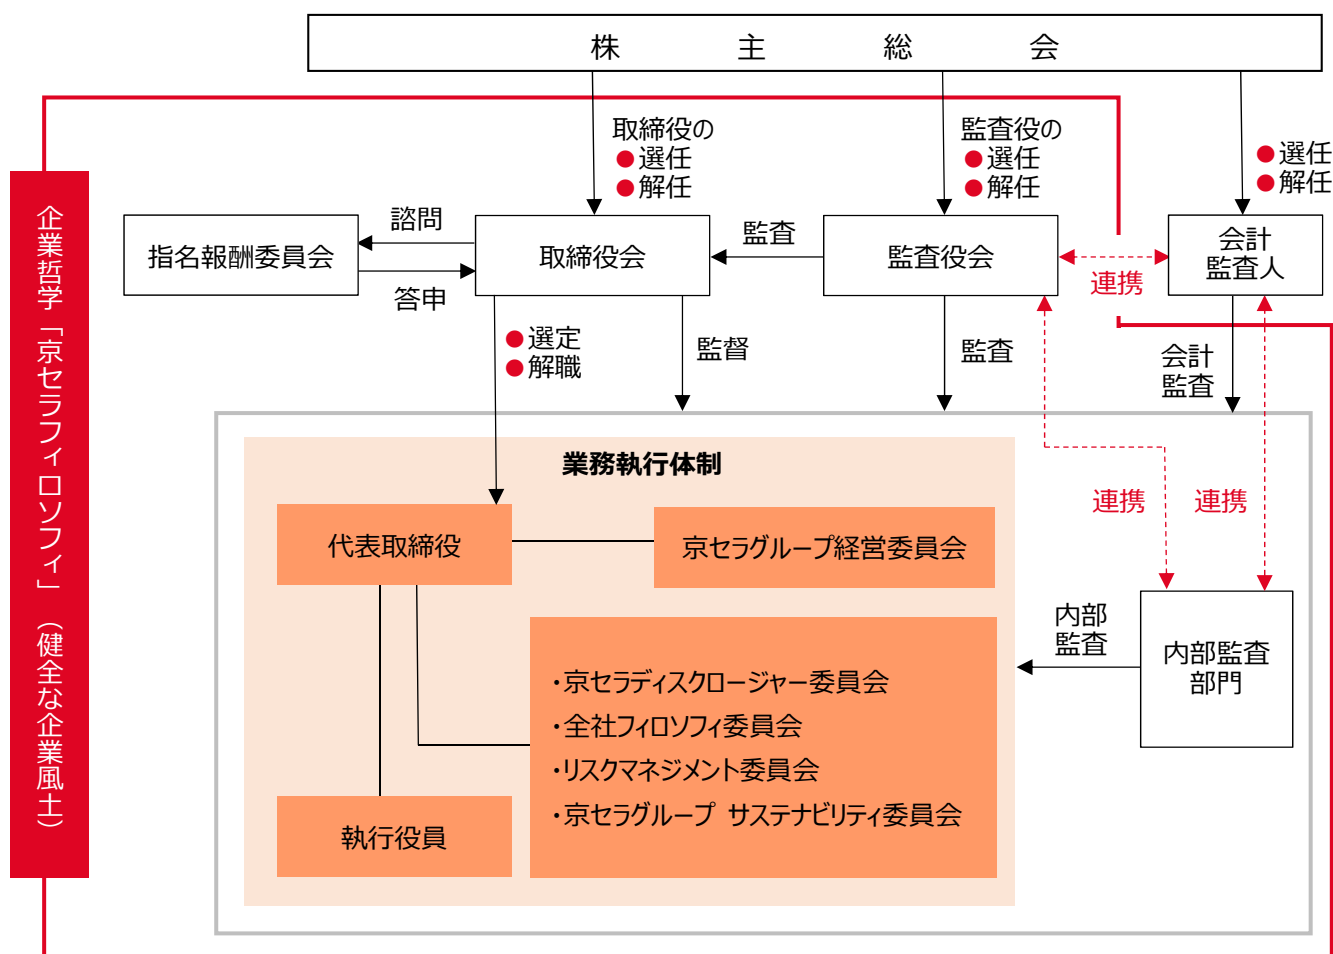 株主総会
取締役の
●選任
●解任
監査役の
●選任
●解任
●選任
●解任
企業哲学「京セラフィロソフィ」（健全な企業風土）
指名報酬委員会
諮問
答申
取締役会
監査
監査役会
連携
会計
監査人
●選定
●解職
監督
監査
会計
監査
業務執行体制
代表取締役
京セラグループ経営委員会
連携
連携
・京セラディスクロージャー委員会
・全社フィロソフィ委員会
・リスクマネジメント委員会
・京セラグループ サステナビリティ委員会
執行役員
内部
監査
内部監査
部門